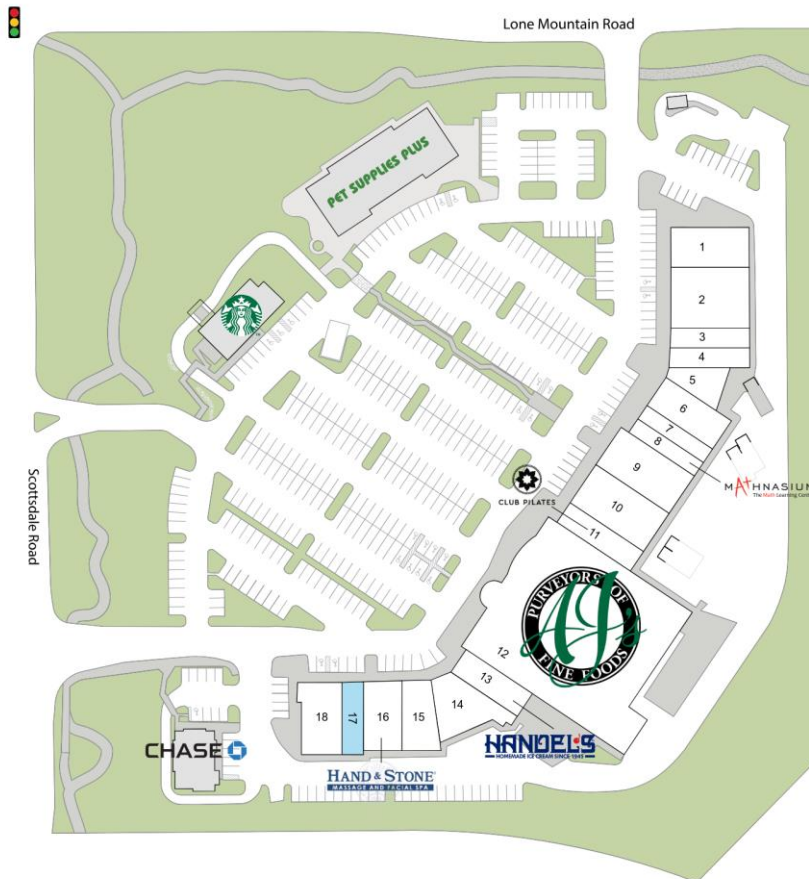 Lone Mountain Road
PET SUPPLIES PLUS
1
2
3
4
5
6
7
8
9
MATHNASIUM
The Math Learning Cente
CLUB PILATES
10
11
PURVEYORS OF
AJ's
FINE FOODS
12
13
14
15
16
17
18
Scottsdale Road
CHASE
HANDEL'S
HOMEMADE ICE CREAM SINCE 1945
HAND & STONE
MASSAGE AND FACIAL SPA